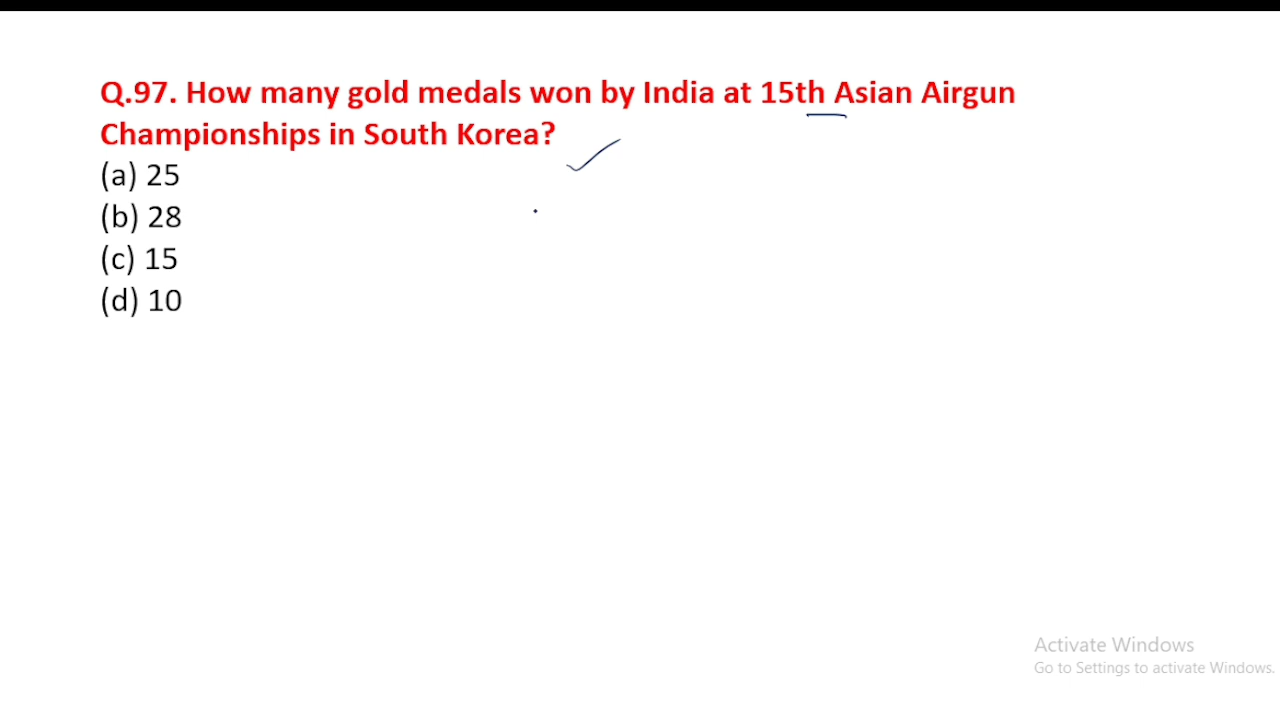 Q.97. How many gold medals won by India at 15th Asian Airgun
Championships in South Korea?
(a) 25
(b) 28
(c) 15
(d) 10
Activate Windows
Go to Settings to activate Windows.